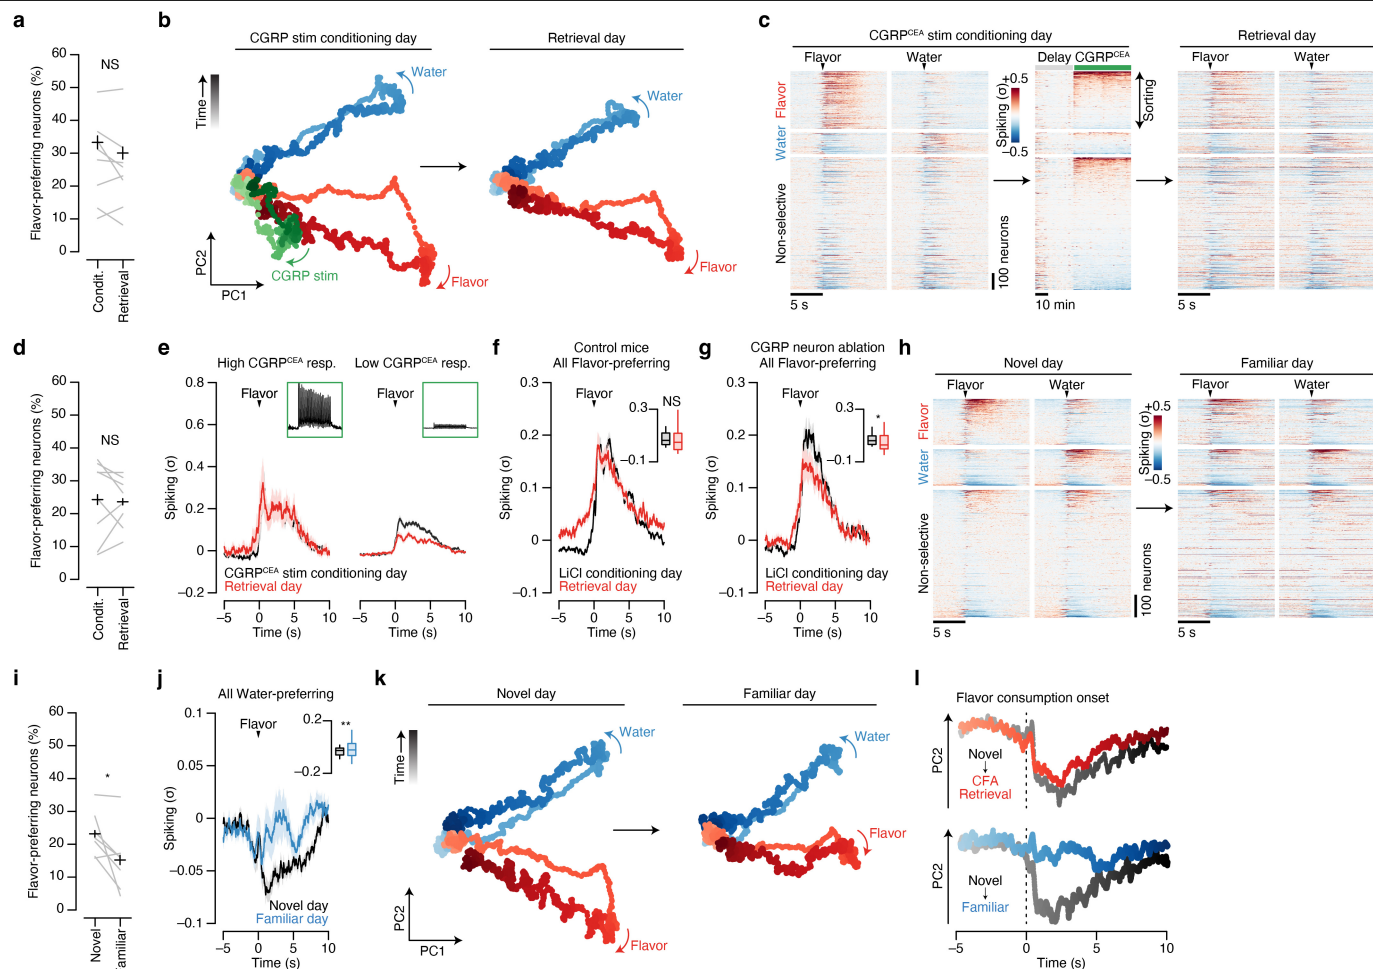 a
Flavor-preferring neurons (%)
60
50
40
30
20
10
0
NS
Condit.
Retrieval
b
CGRP stim conditioning day
Retrieval day
Time
Water
Water
CGRP stim
Flavor
Flavor
PC2
PC1
c
CGRPCEA stim conditioning day
Retrieval day
Flavor
Water
Delay
CGRPCEA
Flavor
Water
Flavor
Water
Non-selective
Spiking (σ)
+0.5
−0.5
Sorting
100 neurons
5 s
10 min
5 s
d
Flavor-preferring neurons (%)
60
50
40
30
20
10
0
NS
Condit.
Retrieval
e
High CGRPCEA resp.
Low CGRPCEA resp.
Flavor
Flavor
Spiking (σ)
0.8
0.6
0.4
0.2
0
−0.2
CGRPCEA stim conditioning day
Retrieval day
−5 0 5 10
−5 0 5 10
Time (s)
Time (s)
f
Control mice
All Flavor-preferring
Flavor
NS
0.3
−0.1
Spiking (σ)
0.3
0.2
0.1
0
−0.1
LiCl conditioning day
Retrieval day
−5 0 5 10
Time (s)
g
CGRP neuron ablation
All Flavor-preferring
Flavor
*
0.3
−0.1
Spiking (σ)
0.3
0.2
0.1
0
−0.1
LiCl conditioning day
Retrieval day
−5 0 5 10
Time (s)
h
Novel day
Familiar day
Flavor
Water
Flavor
Water
Flavor
Water
Non-selective
Spiking (σ)
+0.5
−0.5
100 neurons
5 s
5 s
i
Flavor-preferring neurons (%)
60
50
40
30
20
10
0
*
Novel
Familiar
j
All Water-preferring
Flavor
**
0.2
−0.2
Spiking (σ)
0.1
0.05
0
−0.05
−0.1
Novel day
Familiar day
−5 0 5 10
Time (s)
k
Novel day
Familiar day
Time
Water
Water
Flavor
Flavor
PC2
PC1
l
Flavor consumption onset
PC2
Novel
CFA
Retrieval
PC2
Novel
Familiar
−5 0 5 10
Time (s)